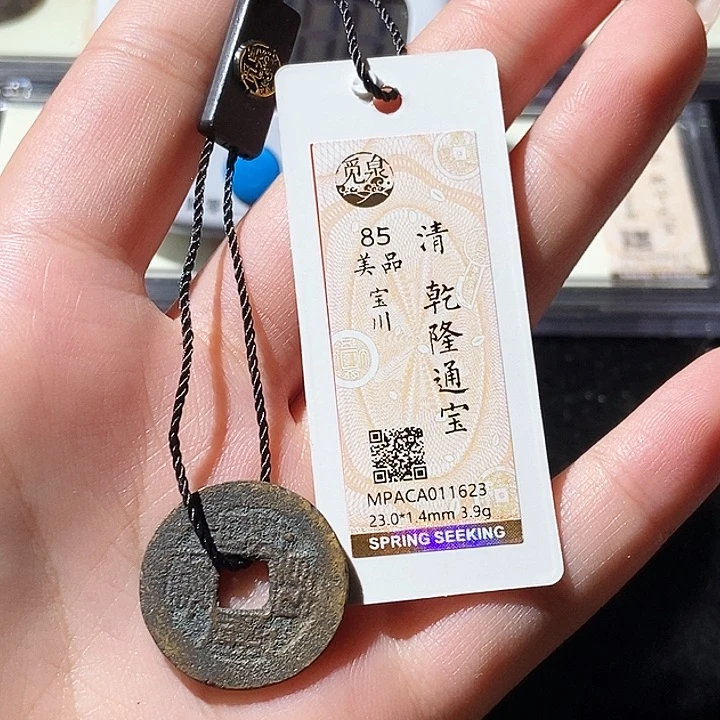 觅泉
85
美品
宝川
清
乾隆通宝
MPACA011623
23.0*1.4mm 3.9g
SPRING SEEKING